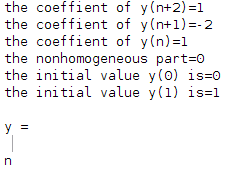 the coeffient of y(n+2)=1
the coeffient of y(n+1)=-2
the coeffient of y(n)=1
the nonhomogeneous part=0
the initial value y(0) is=0
the initial value y(1) is=1
y =
n